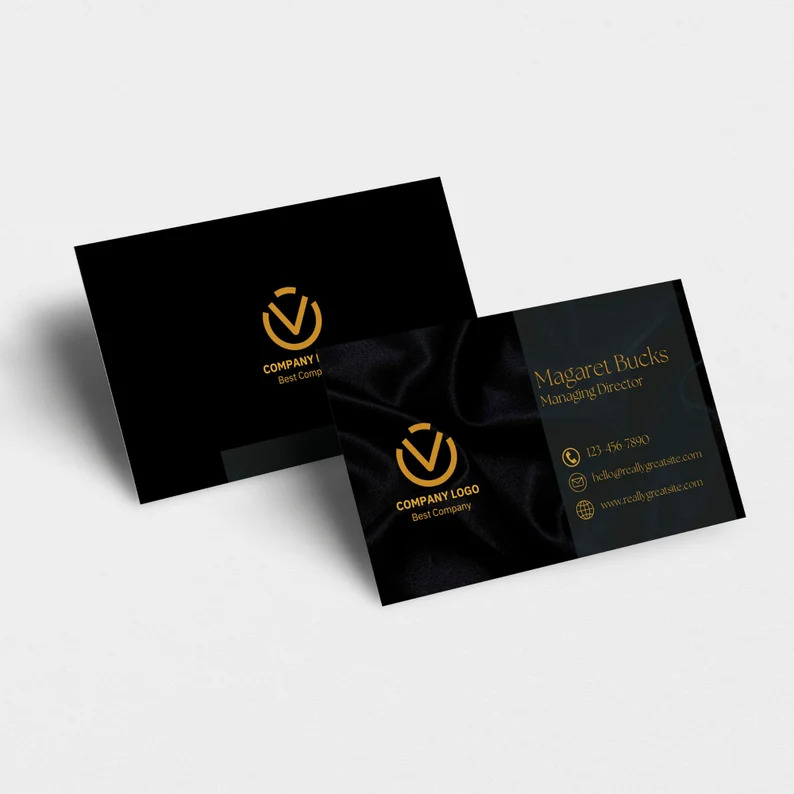 COMPANY
Best Comp
COMPANY LOGO
Best Company
Magaret Bucks
Managing Director
123-456-7890
hello@reallygreatsite.com
www.reallygreatsite.com